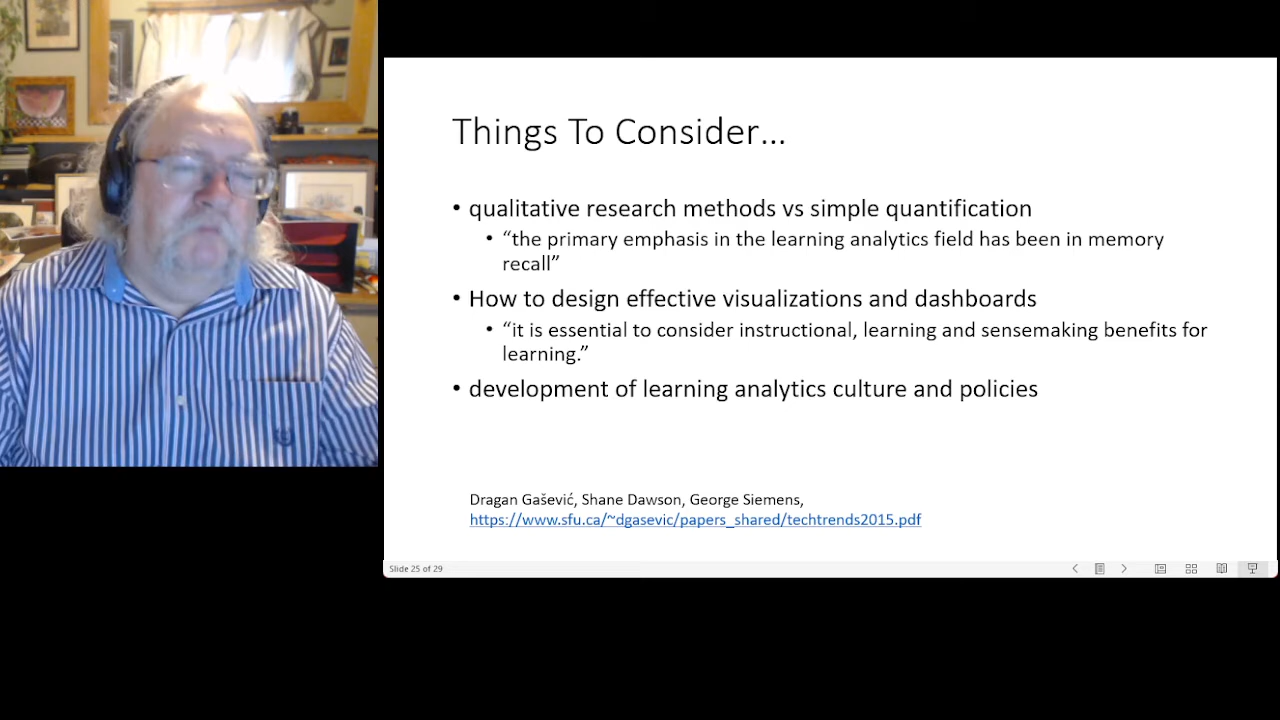 Things To Consider...
• qualitative research methods vs simple quantification
• “the primary emphasis in the learning analytics field has been in memory
recall”
• How to design effective visualizations and dashboards
• “it is essential to consider instructional, learning and sensemaking benefits for
learning.”
• development of learning analytics culture and policies
Dragan Gašević, Shane Dawson, George Siemens,
https://www.sfu.ca/~dgasevic/papers_shared/techtrends2015.pdf
Slide 25 of 29